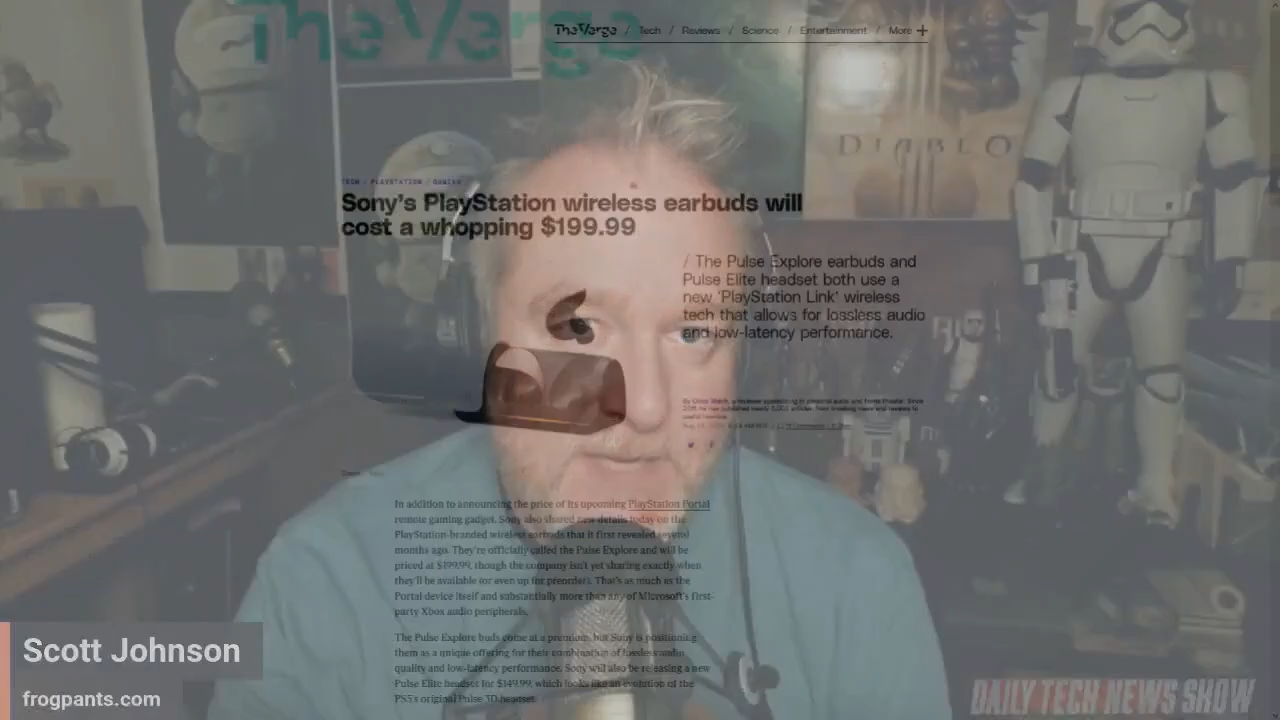 The Verge
The Verge / Tech / Reviews / Science / Entertainment / More +
DIABLO
TECH / PLAYSTATION / GAMING
Sony's PlayStation wireless earbuds will
cost a whopping $199.99
/ The Pulse Explore earbuds and
Pulse Elite headset both use a
new 'PlayStation Link' wireless
tech that allows for lossless audio
and low-latency performance.
In addition to announcing the price of its upcoming PlayStation Portal
remote gaming gadget, Sony also shared new details today on the
PlayStation-branded wireless earbuds that it first revealed several
months ago. They're officially called the Pulse Explore and will be
priced at $199.99, though the company isn't yet sharing exactly when
they'll be available (or even up for preorder). That's as much as the
Portal device itself and substantially more than any of Microsoft's first-
party Xbox audio peripherals.
The Pulse Explore buds come at a premium, but Sony is positioning
them as a unique offering for their combination of lossless audio
quality and low-latency performance. Sony will also be releasing a new
Pulse Elite headset for $149.99, which looks like an evolution of the
PS5's original Pulse 3D headset.
Scott Johnson
frogpants.com
DAILY TECH NEWS SHOW